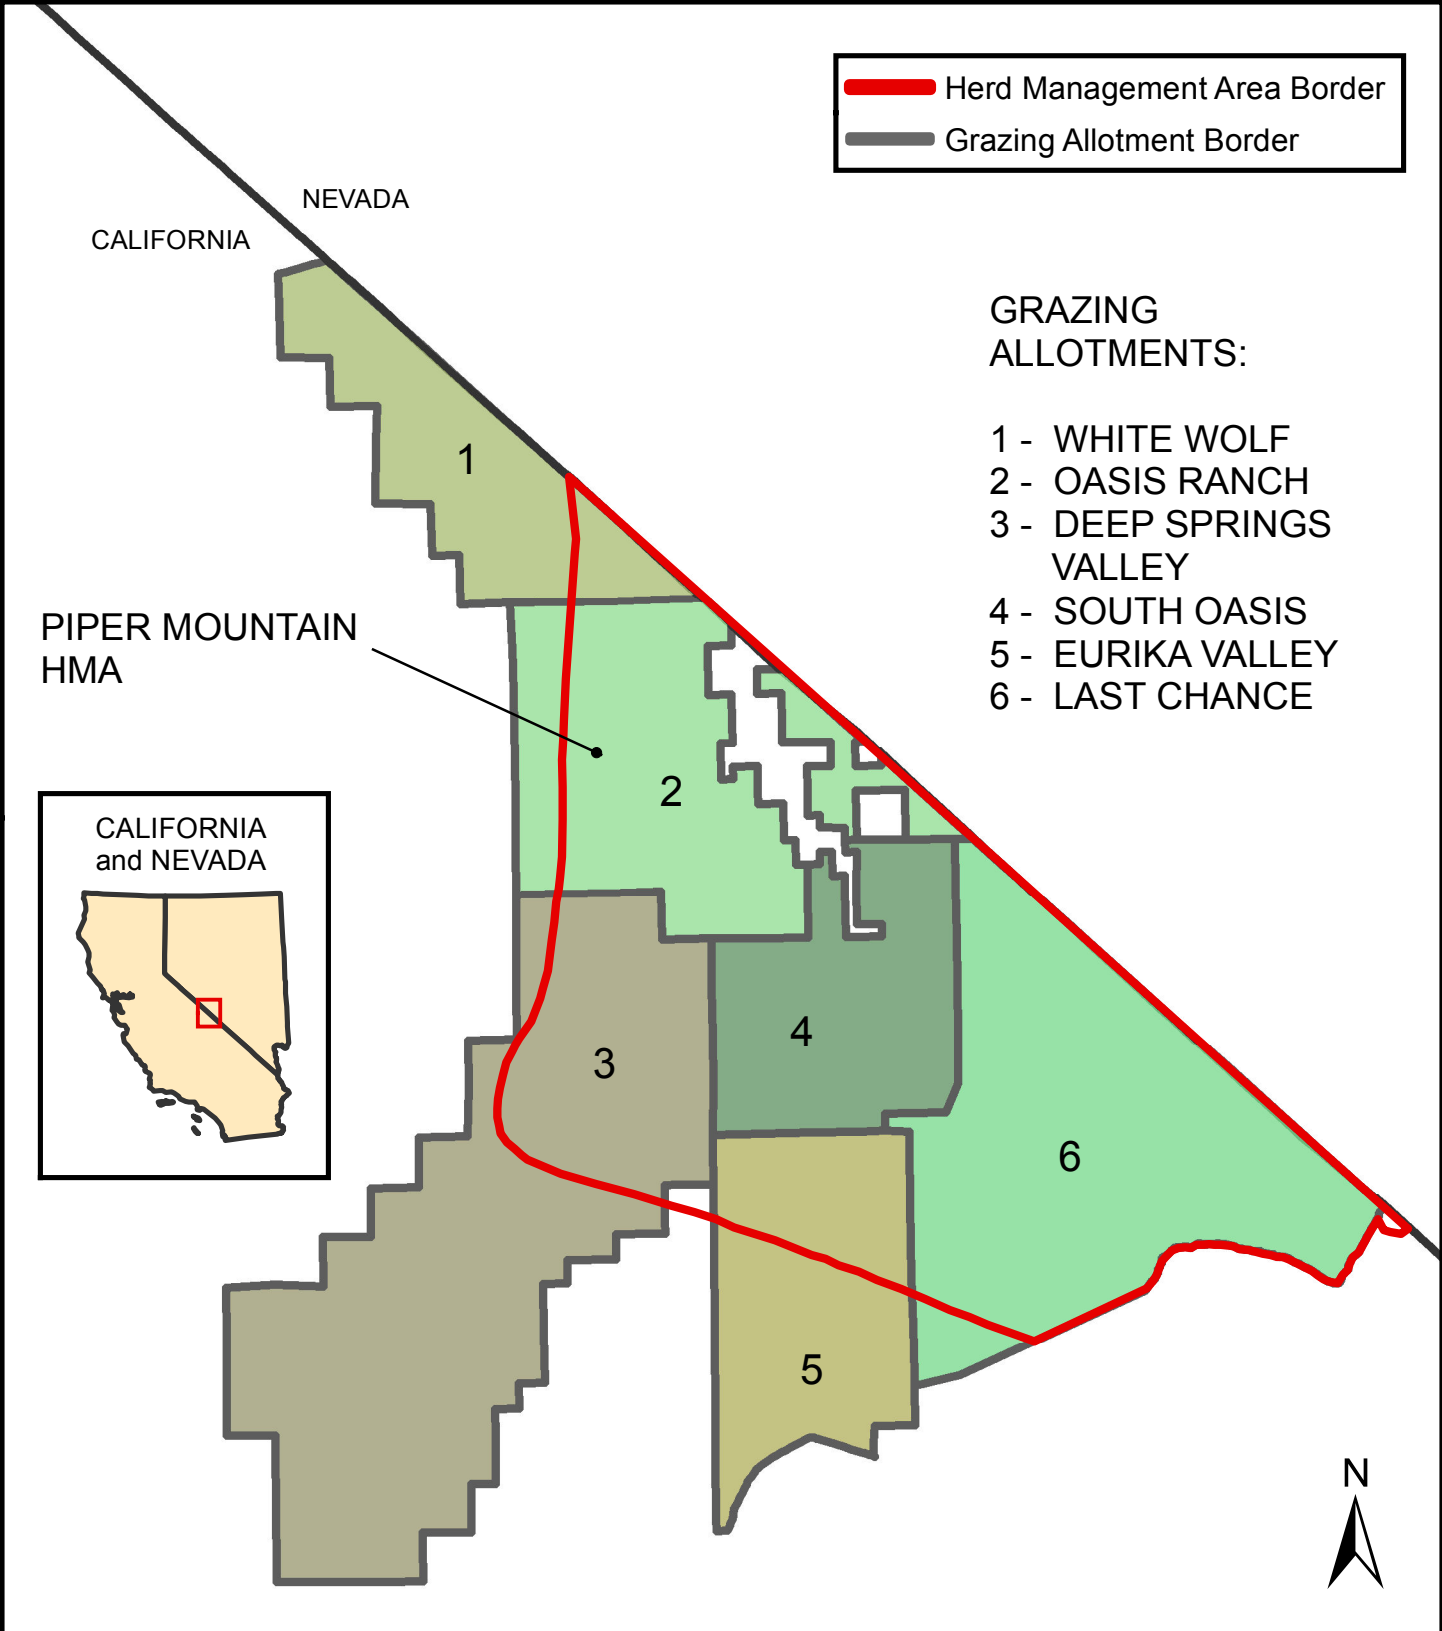 Herd Management Area Border
Grazing Allotment Border
NEVADA
CALIFORNIA
GRAZING
ALLOTMENTS:
1 - WHITE WOLF
2 - OASIS RANCH
3 - DEEP SPRINGS
VALLEY
4 - SOUTH OASIS
5 - EURIKA VALLEY
6 - LAST CHANCE
1
PIPER MOUNTAIN
HMA
2
CALIFORNIA
and NEVADA
4
3
6
5
N